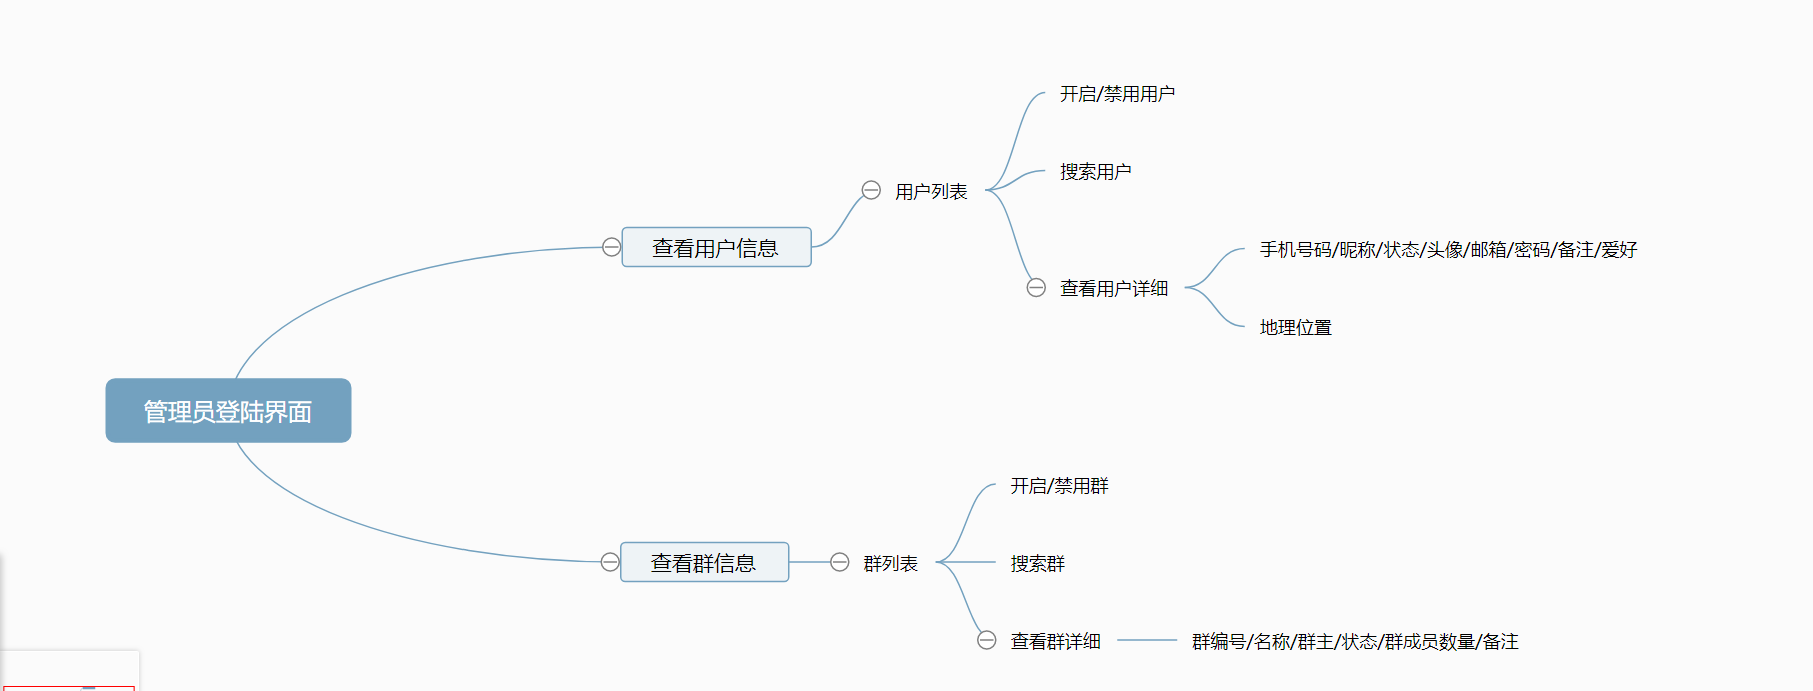 开启/禁用用户
搜索用户
用户列表
查看用户信息
手机号码/昵称/状态/头像/邮箱/密码/备注/爱好
查看用户详细
地理位置
管理员登陆界面
开启/禁用群
查看群信息
群列表
搜索群
查看群详细
群编号/名称/群主/状态/群成员数量/备注